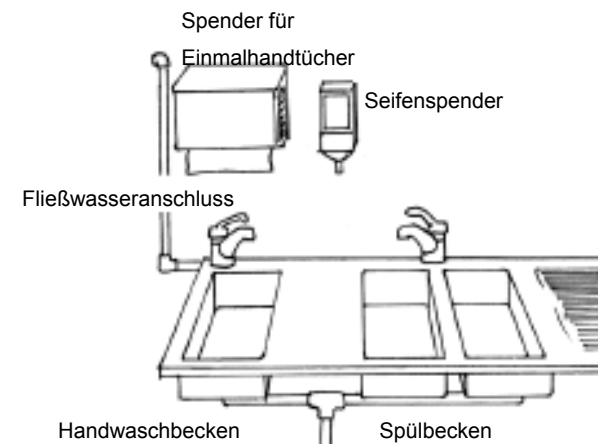 Spender für
Einmalhandtücher
Seifenspender
Fließwasseranschluss
Handwaschbecken
Spülbecken